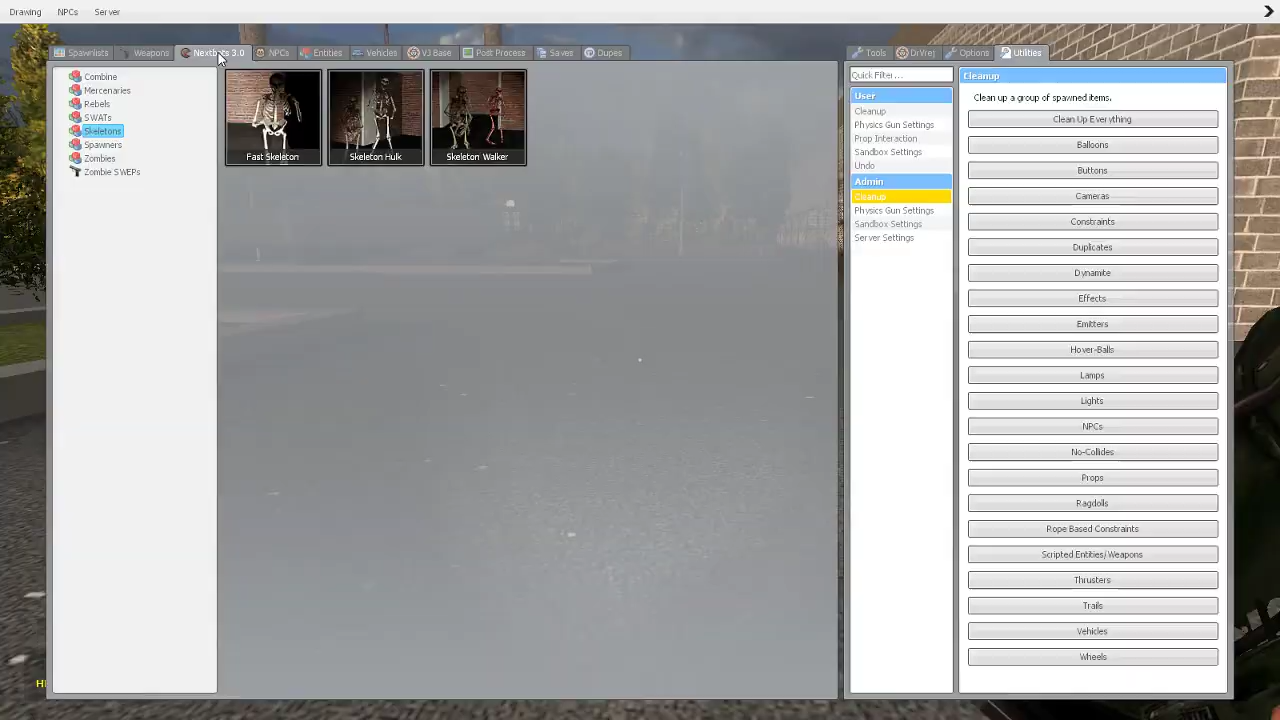 Drawing NPCs Server
Spawnlists Weapons Nextbots 3.0 NPCs Entities Vehicles VJ Base Post Process Saves Dupes
Combine
Mercenaries
Rebels
SWATs
Skeletons
Spawners
Zombies
Zombie SWEPs
Fast Skeleton Skeleton Hulk Skeleton Walker
Tools DrVrej Options Utilities
Quick Filter...
User
Cleanup
Physics Gun Settings
Prop Interaction
Sandbox Settings
Undo
Admin
Cleanup
Physics Gun Settings
Sandbox Settings
Server Settings
Cleanup
Clean up a group of spawned items.
Clean Up Everything
Balloons
Buttons
Cameras
Constraints
Duplicates
Dynamite
Effects
Emitters
Hover-Balls
Lamps
Lights
NPCs
No-Collides
Props
Ragdolls
Rope Based Constraints
Scripted Entities/Weapons
Thrusters
Trails
Vehicles
Wheels